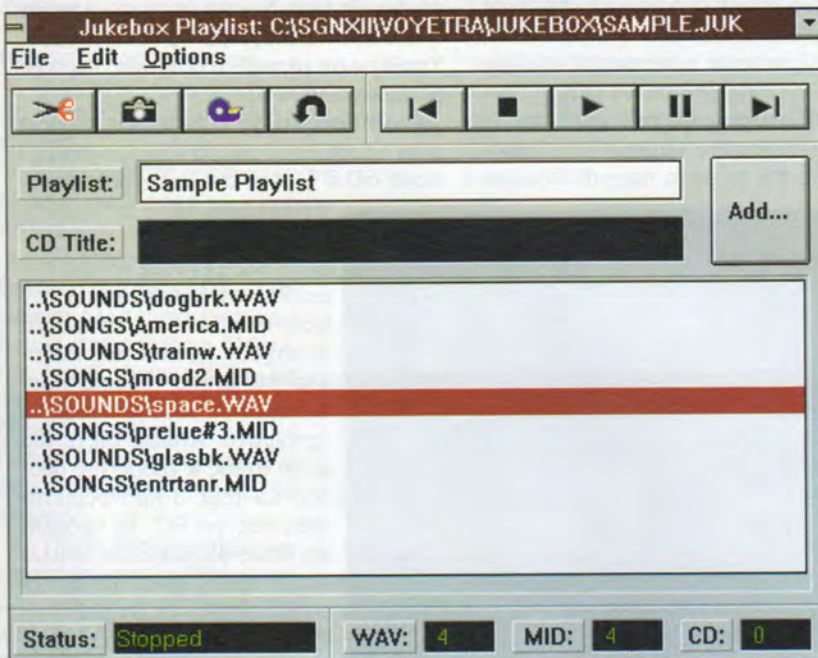 Jukebox Playlist: C:\SGNXII\VOYETRA\JUKEBOX\SAMPLE.JUK
File Edit Options
Playlist: Sample Playlist
Add...
CD Title:
..\SOUNDS\dogbrk.WAV
..\SONGS\America.MID
..\SOUNDS\trainw.WAV
..\SONGS\mood2.MID
..\SOUNDS\space.WAV
..\SONGS\prelue#3.MID
..\SOUNDS\glasbk.WAV
..\SONGS\entrtanr.MID
Status: Stopped WAV: 4 MID: 4 CD: 0